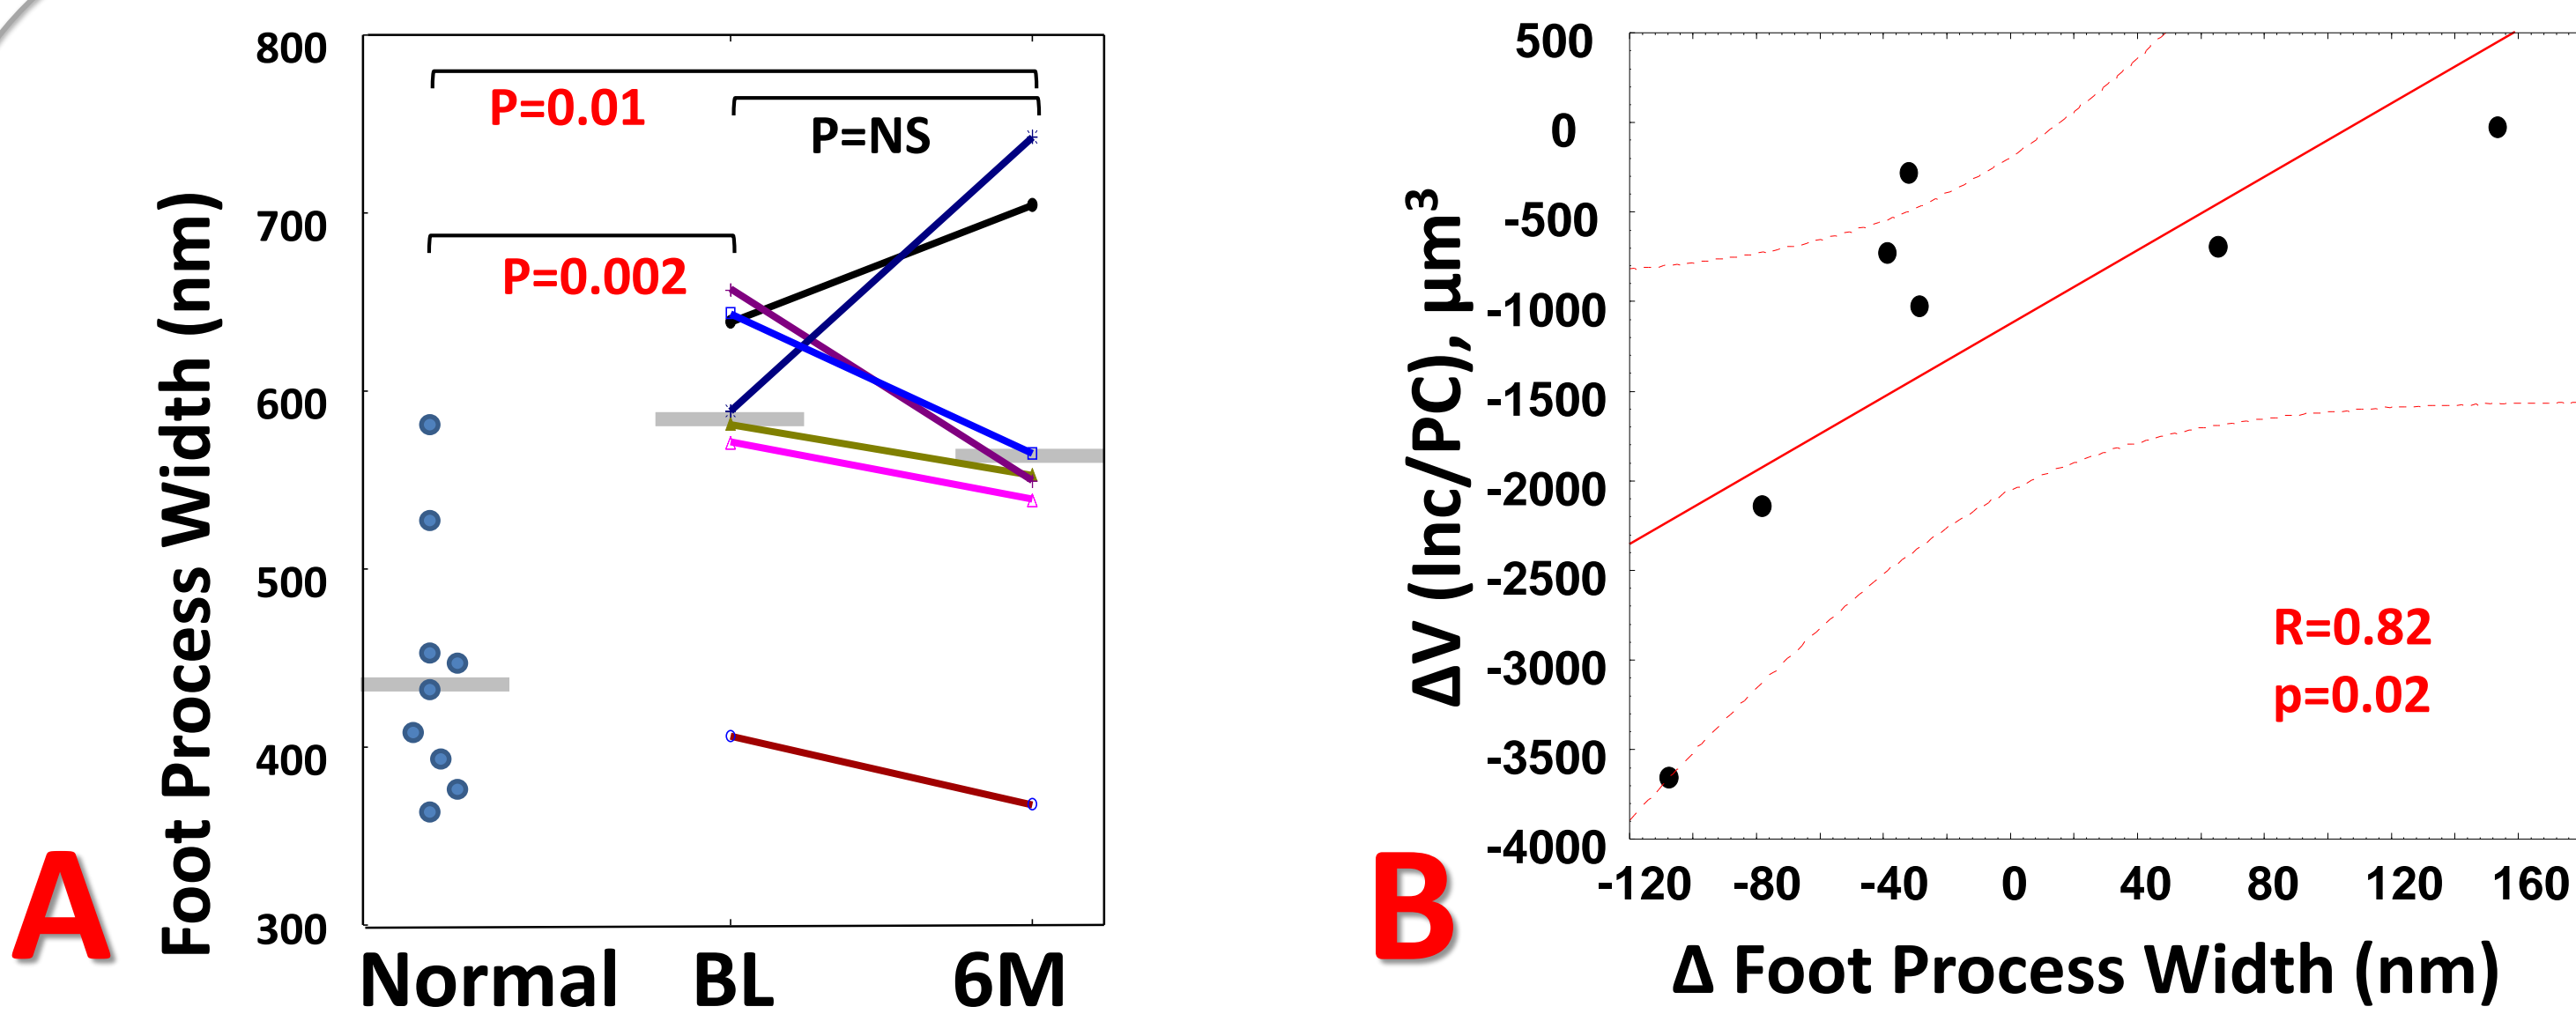 A
Foot Process Width (nm)
800
700
600
500
400
300
P=0.01
P=NS
P=0.002
Normal BL 6M
B
ΔV (Inc/PC), μm³
500
0
-500
-1000
-1500
-2000
-2500
-3000
-3500
-4000
R=0.82
p=0.02
-120 -80 -40 0 40 80 120 160
Δ Foot Process Width (nm)